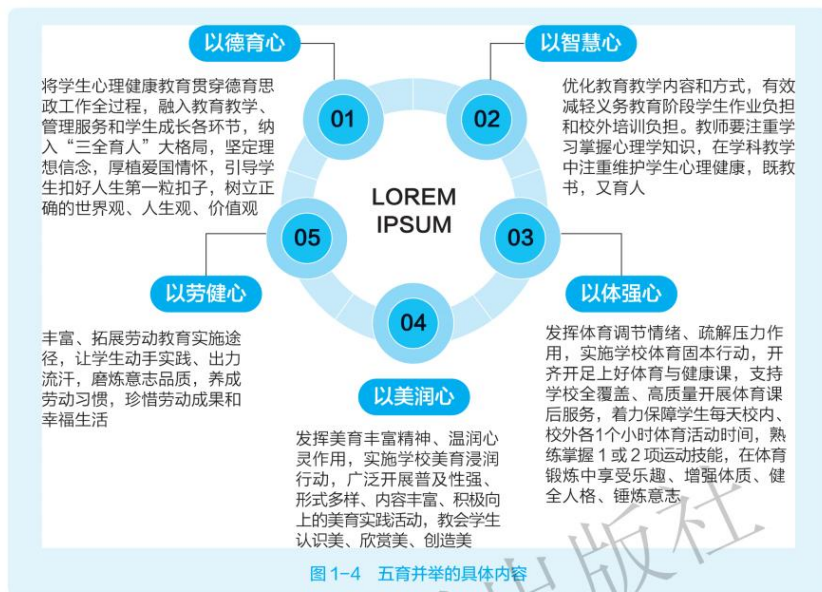 以德育心
将学生心理健康教育贯穿德育思
政工作全过程，融入教育教学、
管理服务和学生成长各环节，纳
入“三全育人”大格局，坚定理
想信念，厚植爱国情怀，引导学
生扣好人生第一粒扣子，树立正
确的世界观、人生观、价值观
01
以智慧心
优化教育教学内容和方式，有效
减轻义务教育阶段学生作业负担
和校外培训负担。教师要注重学
习掌握心理学知识，在学科教学
中注重维护学生心理健康，既教
书，又育人
02
LOREM
IPSUM
03
以体强心
发挥体育调节情绪、疏解压力作
用，实施学校体育固本行动，开
齐开足上好体育与健康课，支持
学校全覆盖、高质量开展体育课
后服务，着力保障学生每天校内、
校外各1个小时体育活动时间，熟
练掌握 1 或 2 项运动技能，在体育
锻炼中享受乐趣、增强体质、健
全人格、锤炼意志
04
以美润心
发挥美育丰富精神、温润心
灵作用，实施学校美育浸润
行动，广泛开展普及性强、
形式多样、内容丰富、积极向
上的美育实践活动，教会学生
认识美、欣赏美、创造美
05
以劳健心
丰富、拓展劳动教育实施途
径，让学生动手实践、出力
流汗，磨炼意志品质，养成
劳动习惯，珍惜劳动成果和
幸福生活
图 1-4 五育并举的具体内容
出版社